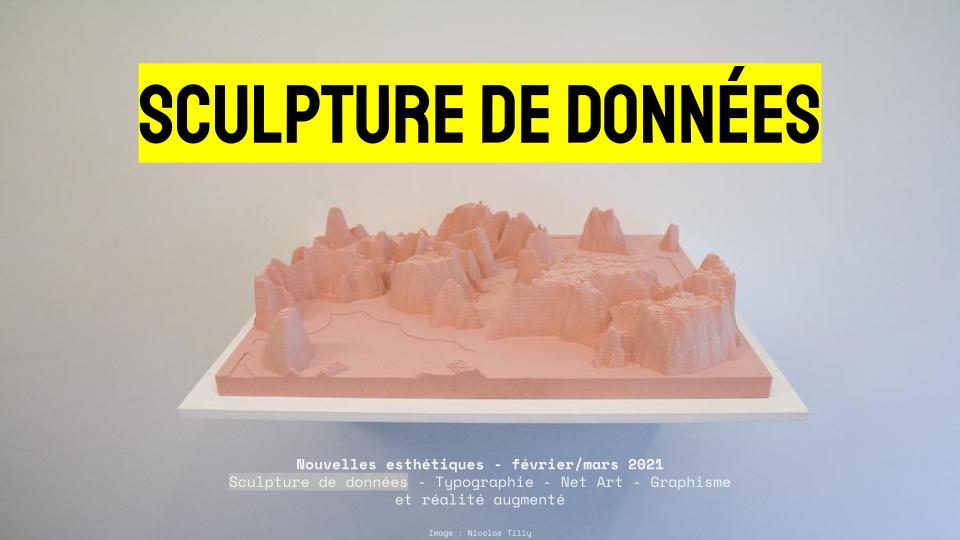 SCULPTURE DE DONNÉES
Nouvelles esthétiques - février/mars 2021
Sculpture de données - Typographie - Net Art - Graphisme
et réalité augmenté
Image : Nicolas Tilly